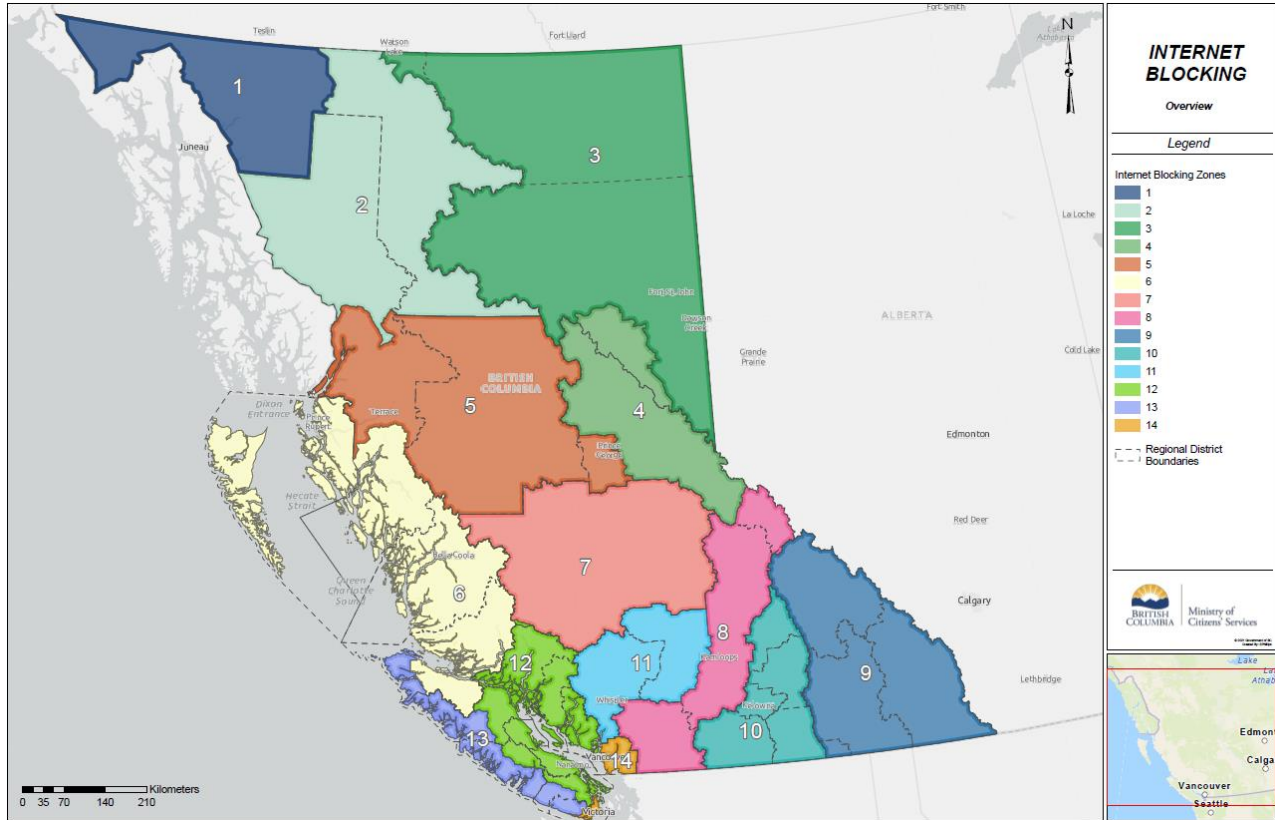 Teslin
Watson
Lake
Fort Liard
Fort Smith
N
1
Juneau
3
2
La Loche
Fort St. John
Dawson
Creek
ALBERTA
Grande
Prairie
Cold Lake
BRITISH
COLUMBIA
Dixon
Entrance
Prince
Rupert
Terrace
5
4
Prince
George
Edmonton
Hecate
Strait
Red Deer
Bella Coola
7
6
Queen
Charlotte
Sound
Calgary
8
12
11
Kamloops
9
Whistler
Kelowna
Lethbridge
10
13
Vancouver
14
Nanaimo
Victoria
Kilometers
0 35 70 140 210
INTERNET
BLOCKING
Overview
Legend
Internet Blocking Zones
1
2
3
4
5
6
7
8
9
10
11
12
13
14
Regional District
Boundaries
BRITISH
COLUMBIA
Ministry of
Citizens' Services
Lake
Edmont
Calga
Vancouver
Seattle